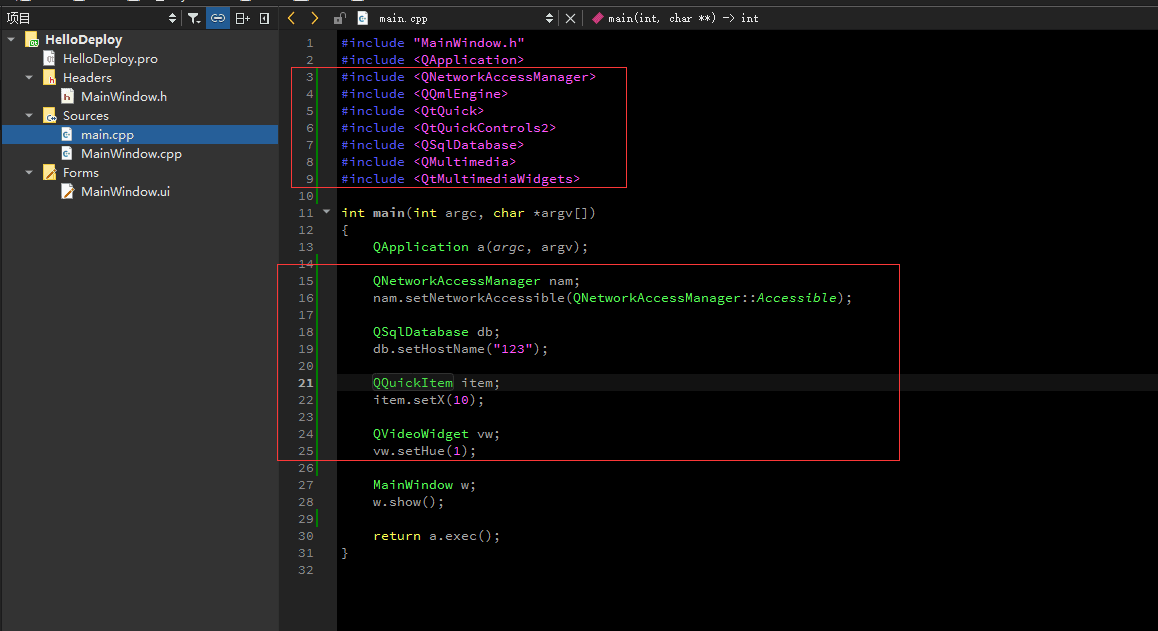 项目
main.cpp
main(int, char **) -> int
HelloDeploy
HelloDeploy.pro
Headers
MainWindow.h
Sources
main.cpp
MainWindow.cpp
Forms
MainWindow.ui
1 #include "MainWindow.h"
2 #include <QApplication>
3 #include <QNetworkAccessManager>
4 #include <QQmlEngine>
5 #include <QtQuick>
6 #include <QtQuickControls2>
7 #include <QSqlDatabase>
8 #include <QMultimedia>
9 #include <QtMultimediaWidgets>
10
11 int main(int argc, char *argv[])
12 {
13 QApplication a(argc, argv);
14
15 QNetworkAccessManager nam;
16 nam.setNetworkAccessible(QNetworkAccessManager::Accessible);
17
18 QSqlDatabase db;
19 db.setHostName("123");
20
21 QQuickItem item;
22 item.setX(10);
23
24 QVideoWidget vw;
25 vw.setHue(1);
26
27 MainWindow w;
28 w.show();
29
30 return a.exec();
31 }
32